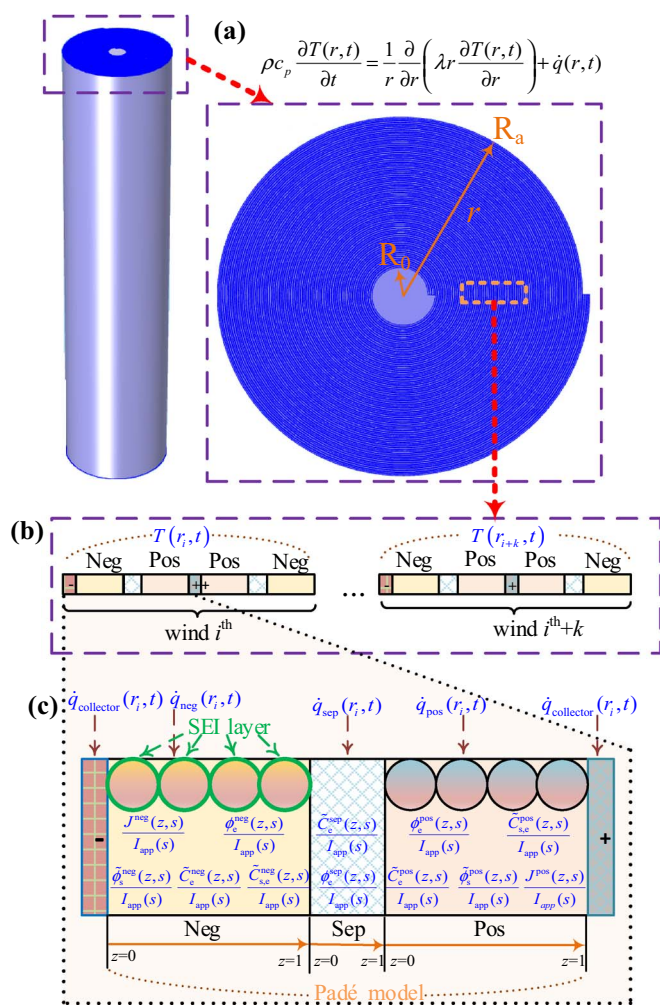 (a)
ρc_p ∂T(r,t)/∂t = 1/r ∂/∂r (λr ∂T(r,t)/∂r) + q̇(r,t)
R_a
r
R_0
(b)
T(r_i,t) T(r_{i+k},t)
Neg Pos Pos Neg Neg Pos Pos Neg
- ++ ... - +
wind i^th wind i^th+k
(c)
q̇_collector(r_i,t) q̇_neg(r_i,t) q̇_sep(r_i,t) q̇_pos(r_i,t) q̇_collector(r_i,t)
SEI layer
J^neg(z,s)/I_app(s) ϕ_e^neg(z,s)/I_app(s) C̃_e^sep(z,s)/I_app(s) ϕ_e^pos(z,s)/I_app(s) C̃_s,e^pos(z,s)/I_app(s)
- +
ϕ̃_s^neg(z,s)/I_app(s) C̃_e^neg(z,s)/I_app(s) C̃_s,e^neg(z,s)/I_app(s) ϕ_e^sep(z,s)/I_app(s) C̃_e^pos(z,s)/I_app(s) ϕ̃_s^pos(z,s)/I_app(s) J^pos(z,s)/I_app(s)
Neg Sep Pos
z=0 z=1 z=0 z=1 z=0 z=1
Padé model